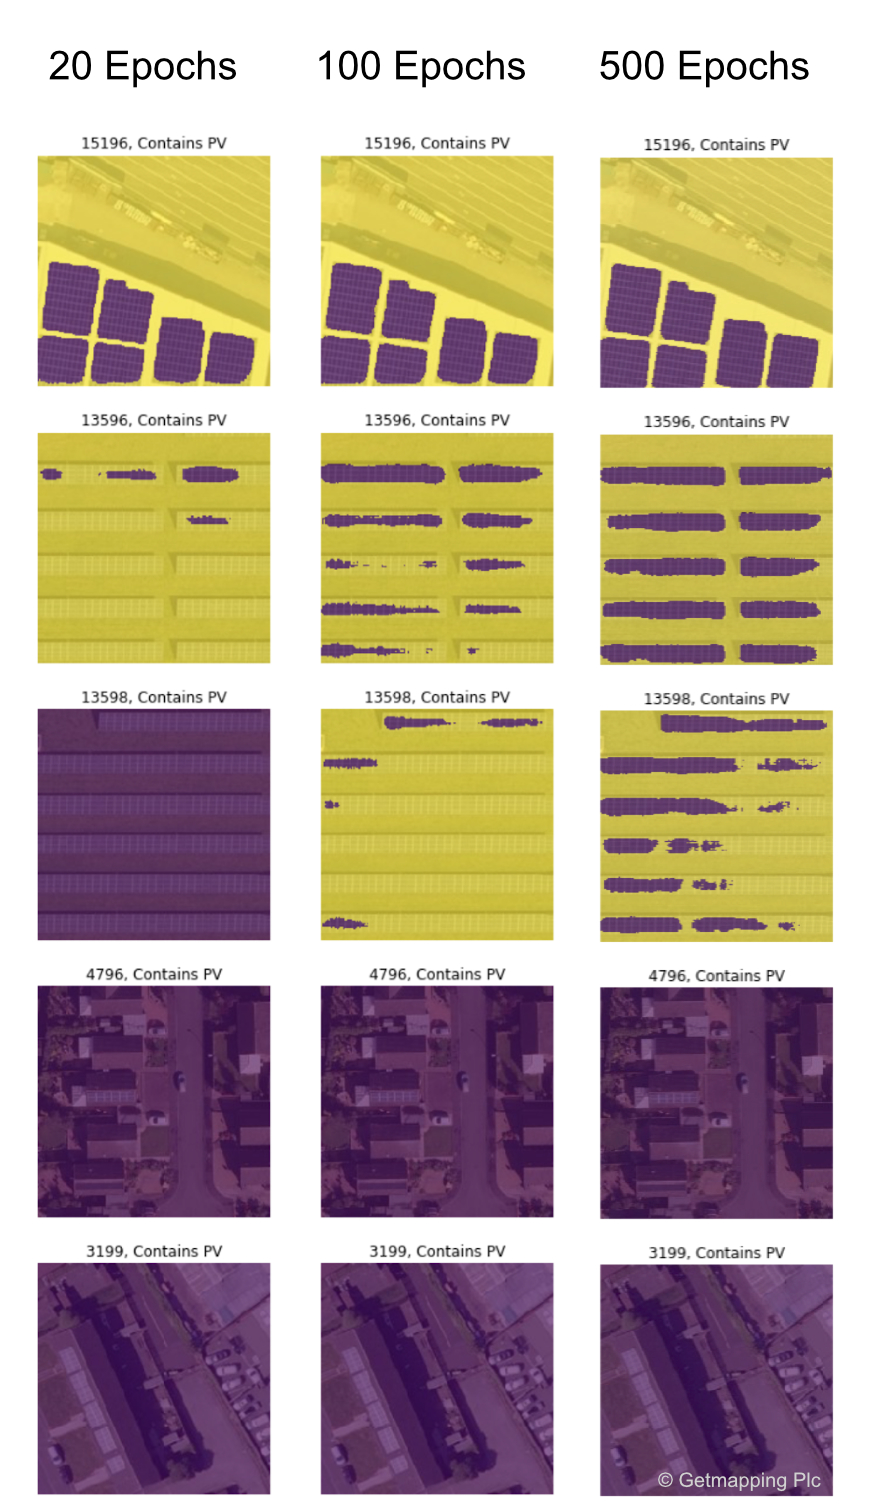 20 Epochs 100 Epochs 500 Epochs
15196, Contains PV 15196, Contains PV 15196, Contains PV
13596, Contains PV 13596, Contains PV 13596, Contains PV
13598, Contains PV 13598, Contains PV 13598, Contains PV
4796, Contains PV 4796, Contains PV 4796, Contains PV
3199, Contains PV 3199, Contains PV 3199, Contains PV
© Getmapping Plc